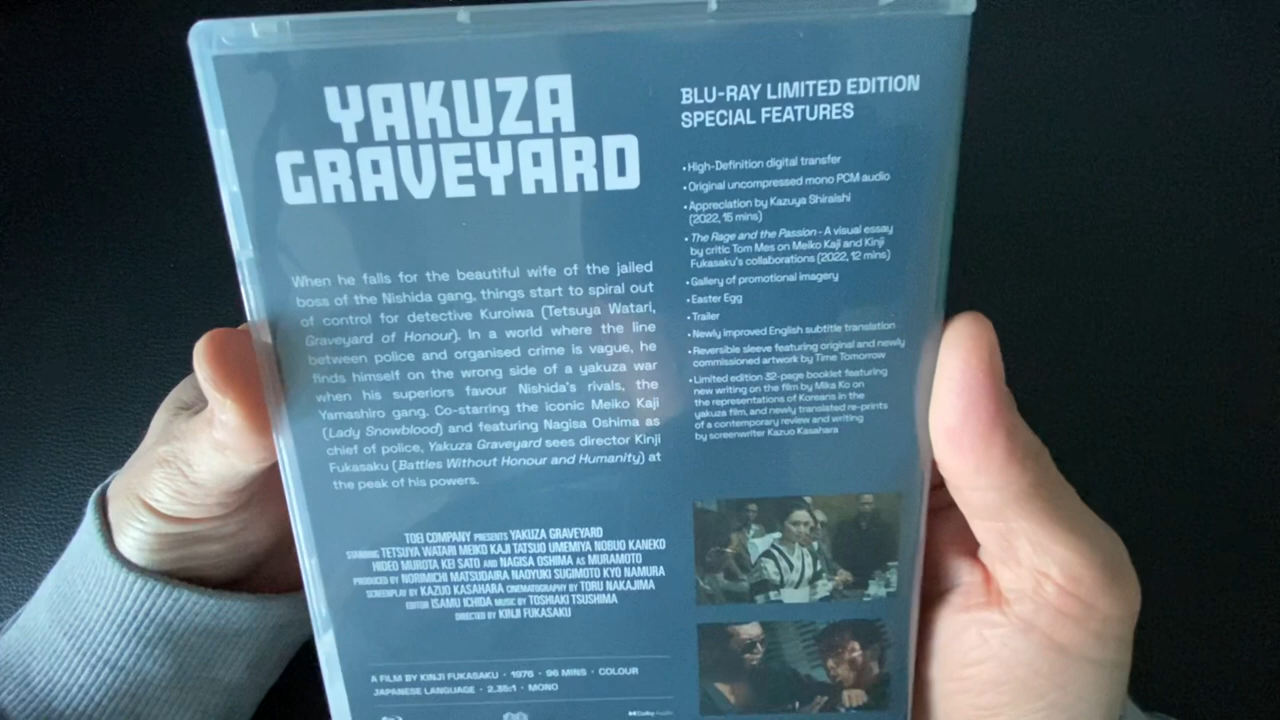 YAKUZA
GRAVEYARD
When he falls for the beautiful wife of the jailed
boss of the Nishida gang, things start to spiral out
of control for detective Kuroiwa (Tetsuya Watari,
Graveyard of Honour). In a world where the line
between police and organised crime is vague, he
finds himself on the wrong side of a yakuza war
when his superiors favour Nishida's rivals, the
Yamashiro gang. Co-starring the iconic Meiko Kaji
(Lady Snowblood) and featuring Nagisa Oshima as
chief of police, Yakuza Graveyard sees director Kinji
Fukasaku (Battles Without Honour and Humanity) at
the peak of his powers.
TOEI COMPANY PRESENTS YAKUZA GRAVEYARD
STARRING TETSUYA WATARI MEIKO KAJI TATSUO UMEMIYA NOBUO KANEKO
HIDEO MUROTA KEI SATO AND NAGISA OSHIMA AS MURAMOTO
PRODUCED BY NORIMICHI MATSUDAIRA NAOYUKI SUGIMOTO KYO NAMURA
SCREENPLAY BY KAZUO KASAHARA CINEMATOGRAPHY BY TORU NAKAJIMA
EDITOR ISAMU ICHIDA MUSIC BY TOSHIAKI TSUSHIMA
DIRECTED BY KINJI FUKASAKU
A FILM BY KINJI FUKASAKU · 1976 · 96 MINS · COLOUR
JAPANESE LANGUAGE · 2.35:1 · MONO
BLU-RAY LIMITED EDITION
SPECIAL FEATURES
•High-Definition digital transfer
•Original uncompressed mono PCM audio
•Appreciation by Kazuya Shiraishi
(2022, 15 mins)
•The Rage and the Passion - A visual essay
by critic Tom Mes on Meiko Kaji and Kinji
Fukasaku's collaborations (2022, 12 mins)
•Gallery of promotional imagery
•Easter Egg
•Trailer
•Newly improved English subtitle translation
•Reversible sleeve featuring original and newly
commissioned artwork by Time Tomorrow
•Limited edition 32-page booklet featuring
new writing on the film by Mika Ko on
the representations of Koreans in the
yakuza film, and newly translated re-prints
of a contemporary review and writing
by screenwriter Kazuo Kasahara
Dolby Audio